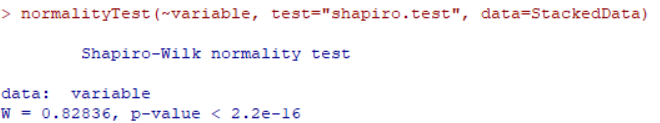 > normalityTest(~variable, test="shapiro.test", data=StackedData)
Shapiro-Wilk normality test
data:  variable
W = 0.82836, p-value < 2.2e-16